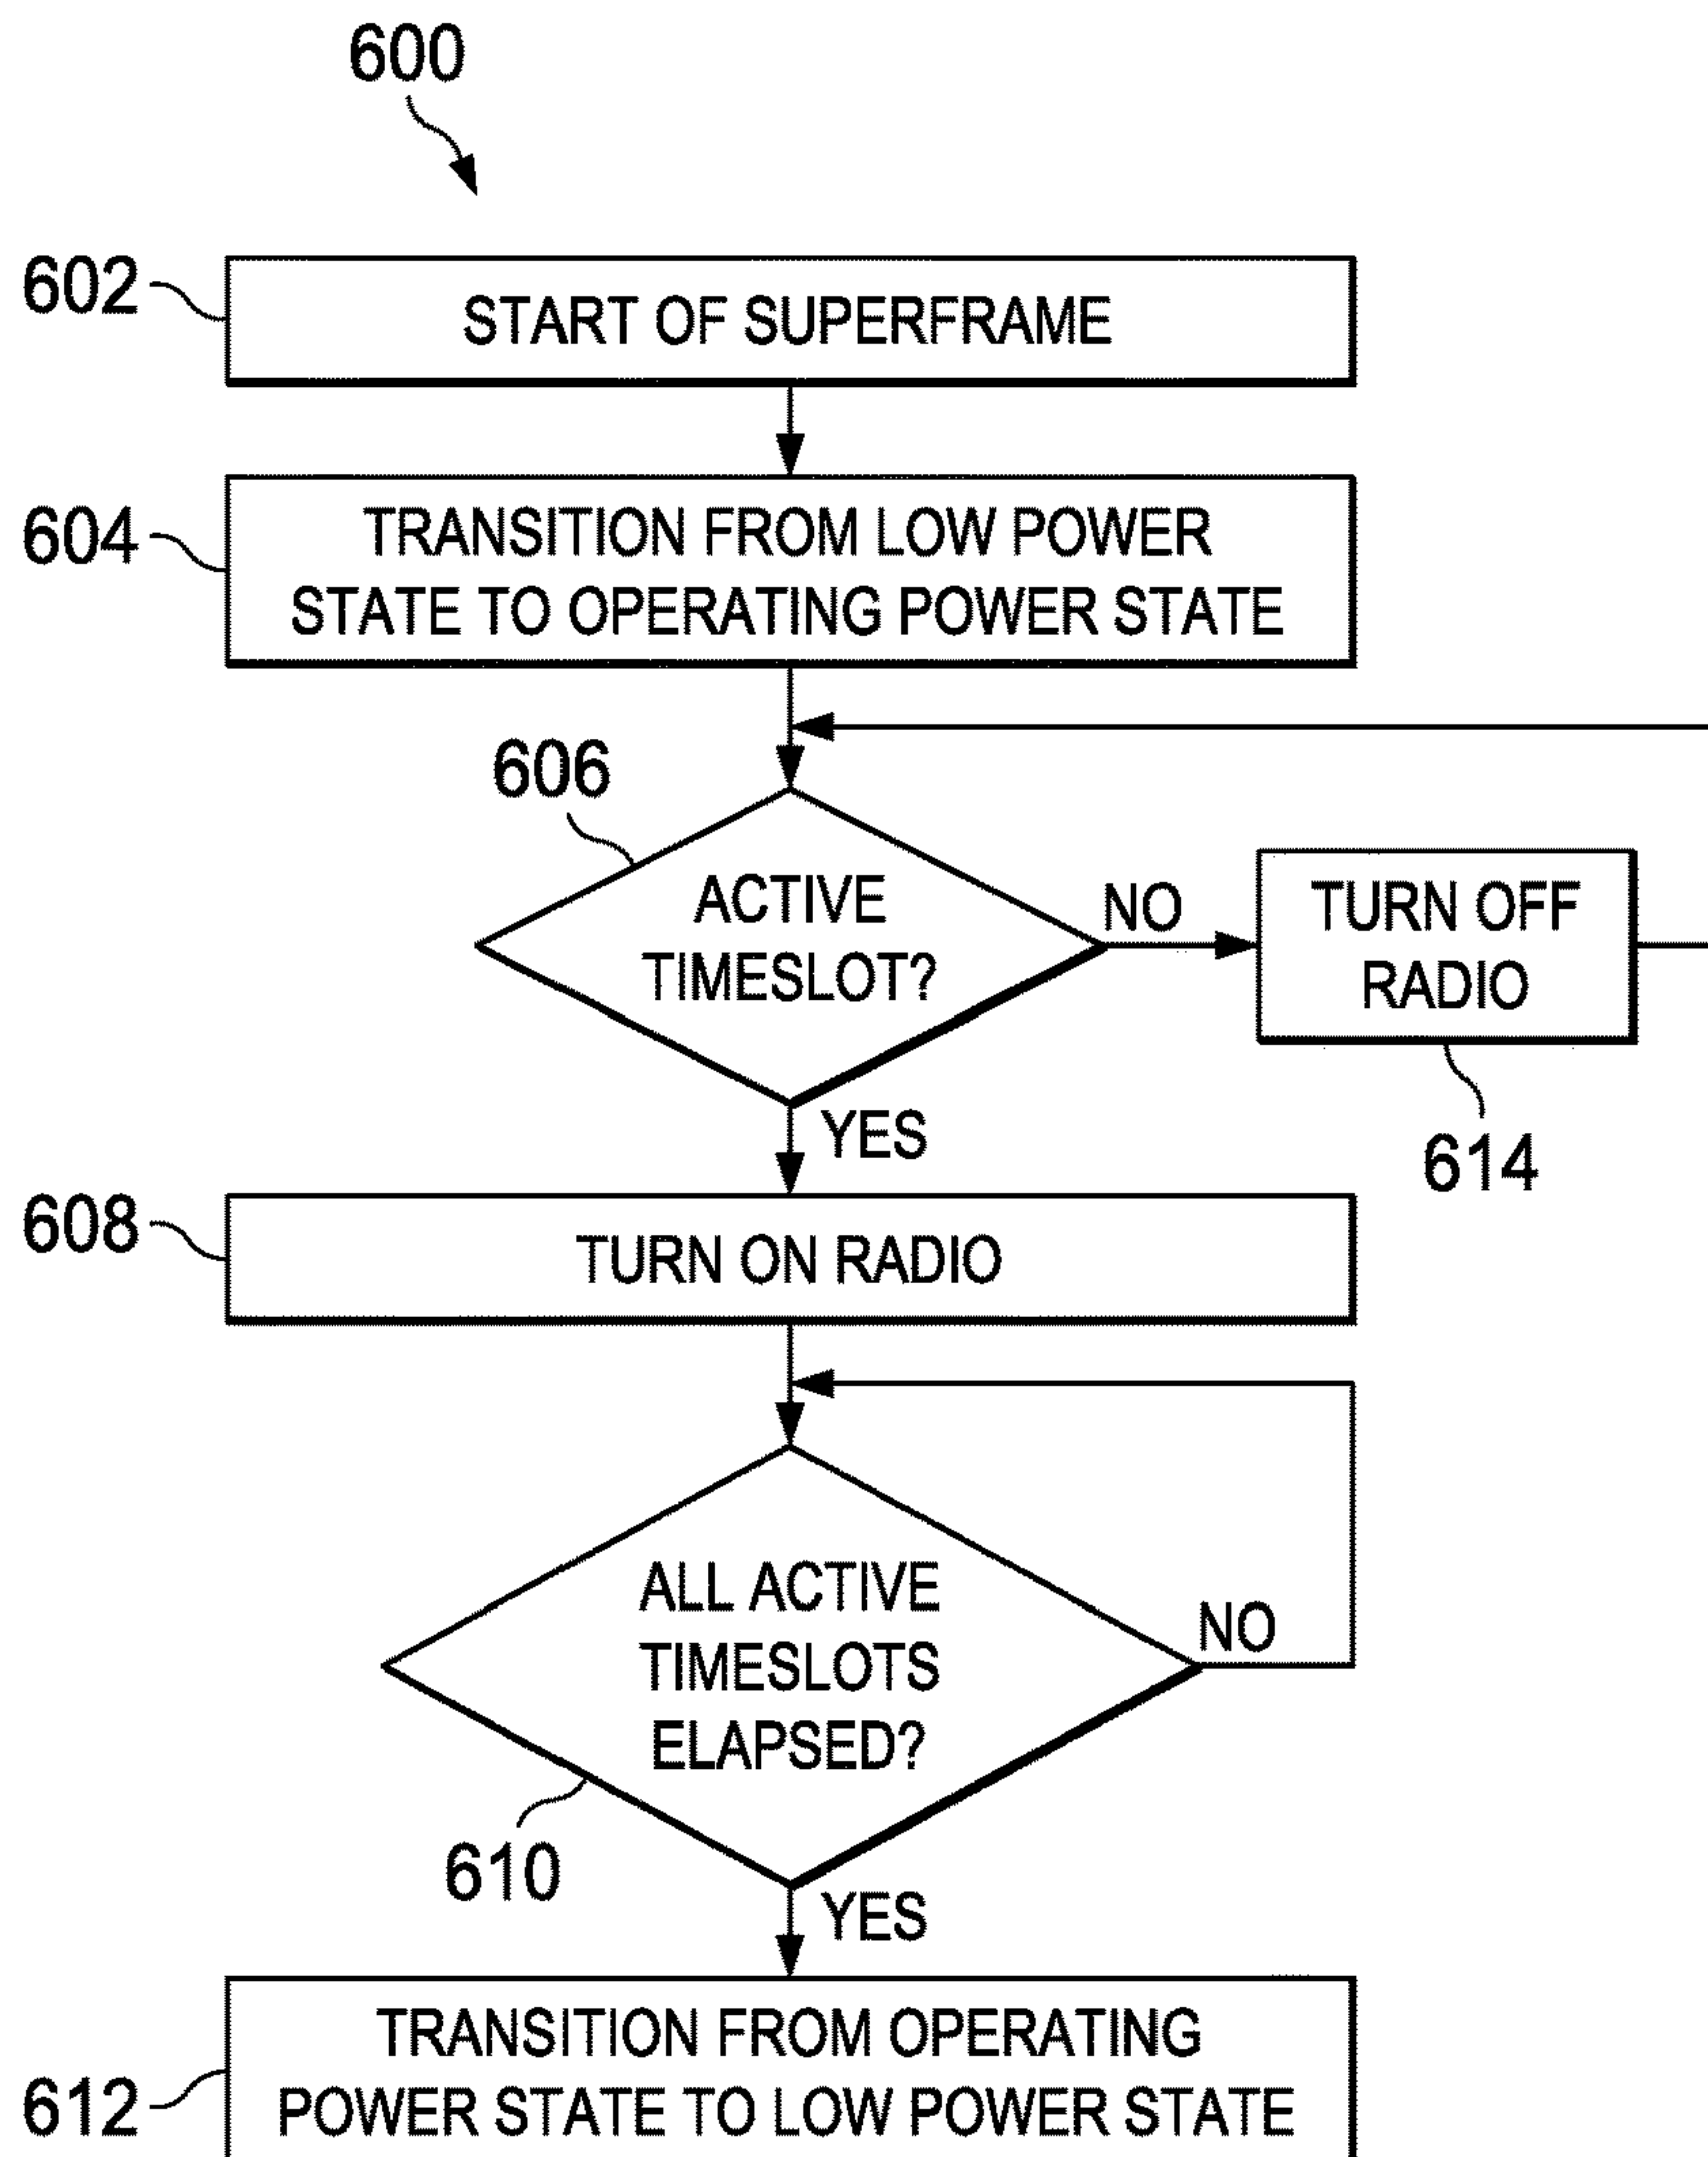 600
602
START OF SUPERFRAME
604
TRANSITION FROM LOW POWER
STATE TO OPERATING POWER STATE
606
ACTIVE
TIMESLOT?
NO
TURN OFF
RADIO
614
YES
608
TURN ON RADIO
ALL ACTIVE
TIMESLOTS
ELAPSED?
NO
610
YES
612
TRANSITION FROM OPERATING
POWER STATE TO LOW POWER STATE